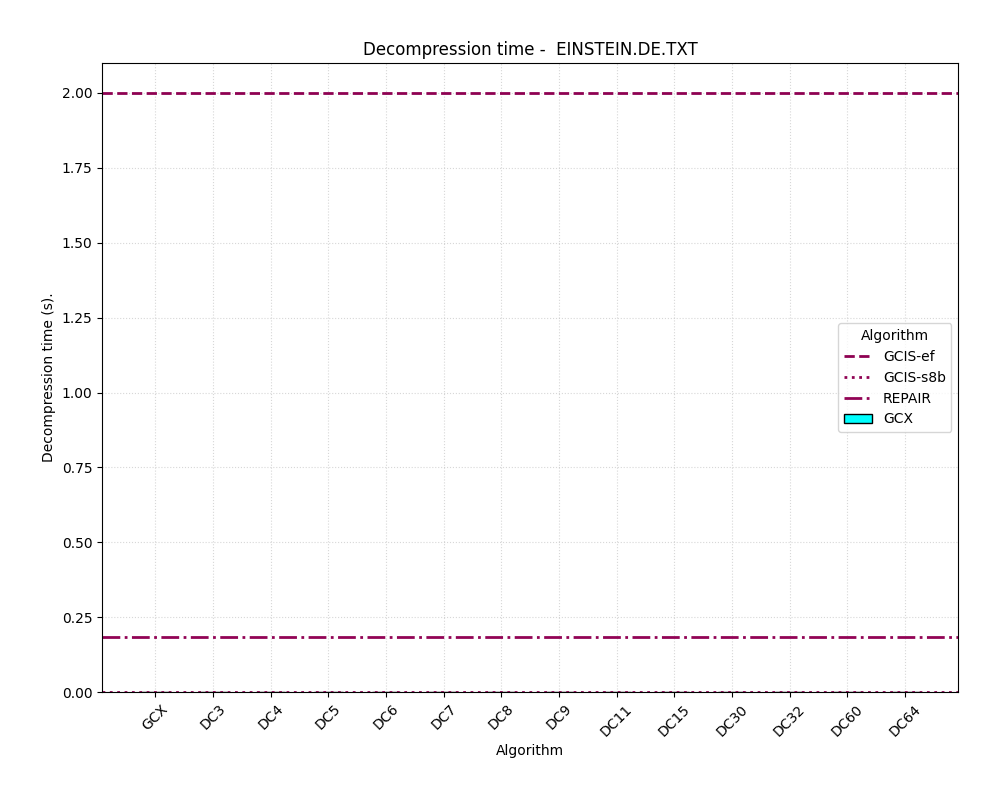 Decompression time -  EINSTEIN.DE.TXT
2.00
1.75
1.50
1.25
1.00
0.75
0.50
0.25
0.00
Decompression time (s).
Algorithm
GCIS-ef
GCIS-s8b
REPAIR
GCX
GCX DC3 DC4 DC5 DC6 DC7 DC8 DC9 DC11 DC15 DC30 DC32 DC60 DC64
Algorithm